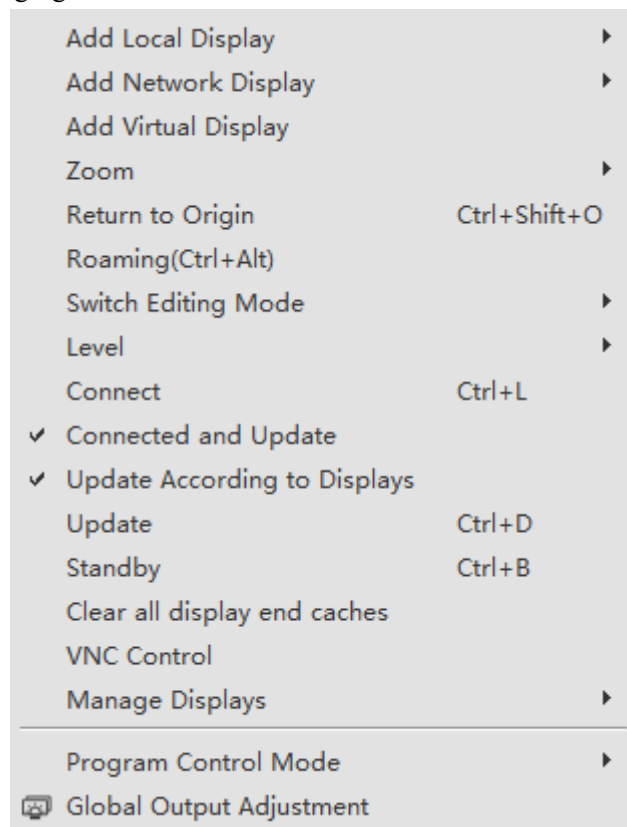 Add Local Display
Add Network Display
Add Virtual Display
Zoom
Return to Origin Ctrl+Shift+O
Roaming(Ctrl+Alt)
Switch Editing Mode
Level
Connect Ctrl+L
Connected and Update
Update According to Displays
Update Ctrl+D
Standby Ctrl+B
Clear all display end caches
VNC Control
Manage Displays
Program Control Mode
Global Output Adjustment